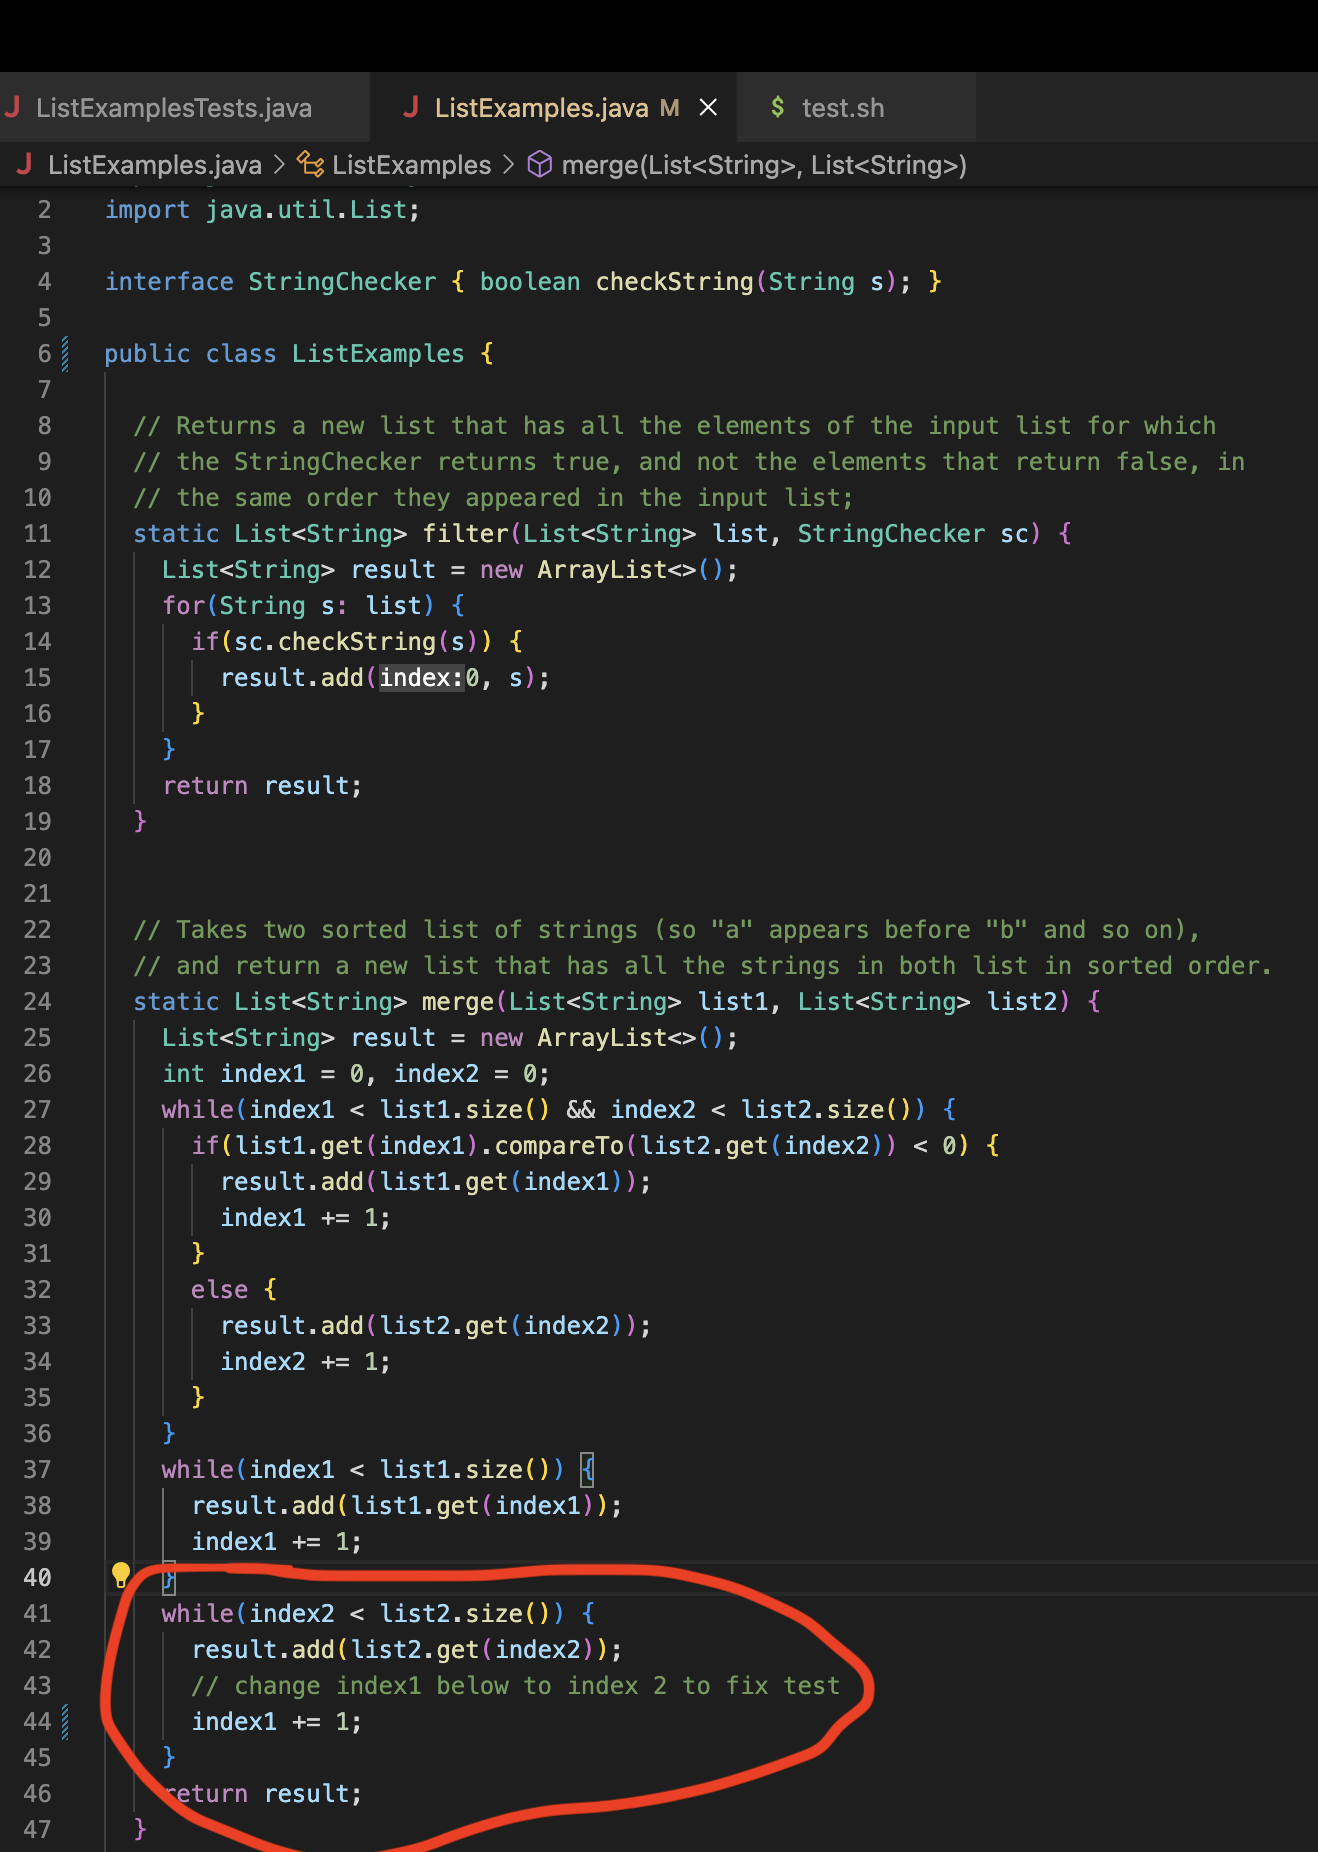 ListExamplesTests.java
ListExamples.java M
$ test.sh
ListExamples.java > ListExamples > merge(List<String>, List<String>)
2 import java.util.List;
3
4 interface StringChecker { boolean checkString(String s); }
5
6 public class ListExamples {
7
8 // Returns a new list that has all the elements of the input list for which
9 // the StringChecker returns true, and not the elements that return false, in
10 // the same order they appeared in the input list;
11 static List<String> filter(List<String> list, StringChecker sc) {
12 List<String> result = new ArrayList<>();
13 for(String s: list) {
14 if(sc.checkString(s)) {
15 result.add(index:0, s);
16 }
17 }
18 return result;
19 }
20
21
22 // Takes two sorted list of strings (so "a" appears before "b" and so on),
23 // and return a new list that has all the strings in both list in sorted order.
24 static List<String> merge(List<String> list1, List<String> list2) {
25 List<String> result = new ArrayList<>();
26 int index1 = 0, index2 = 0;
27 while(index1 < list1.size() && index2 < list2.size()) {
28 if(list1.get(index1).compareTo(list2.get(index2)) < 0) {
29 result.add(list1.get(index1));
30 index1 += 1;
31 }
32 else {
33 result.add(list2.get(index2));
34 index2 += 1;
35 }
36 }
37 while(index1 < list1.size()) {
38 result.add(list1.get(index1));
39 index1 += 1;
40 }
41 while(index2 < list2.size()) {
42 result.add(list2.get(index2));
43 // change index1 below to index 2 to fix test
44 index1 += 1;
45 }
46 return result;
47 }